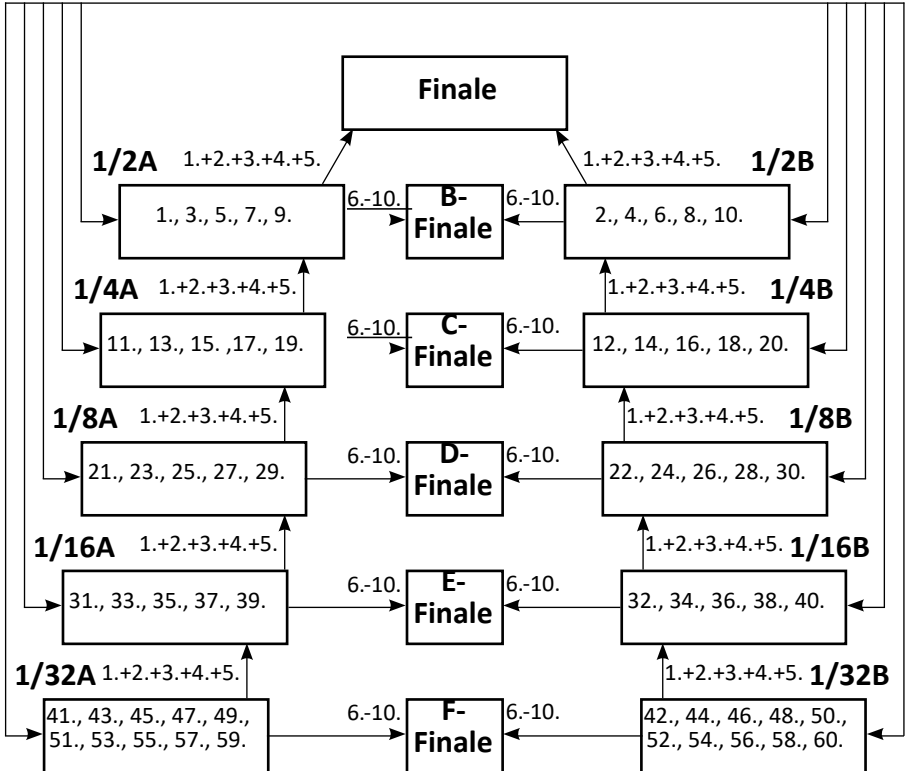 Finale
1/2A 1.+2.+3.+4.+5. 1.+2.+3.+4.+5. 1/2B
1., 3., 5., 7., 9. 6.-10. B- 6.-10. 2., 4., 6., 8., 10.
Finale
1/4A 1.+2.+3.+4.+5. 1.+2.+3.+4.+5. 1/4B
11., 13., 15. ,17., 19. 6.-10. C- 6.-10. 12., 14., 16., 18., 20.
Finale
1/8A 1.+2.+3.+4.+5. 1.+2.+3.+4.+5. 1/8B
21., 23., 25., 27., 29. 6.-10. D- 6.-10. 22., 24., 26., 28., 30.
Finale
1/16A 1.+2.+3.+4.+5. 1.+2.+3.+4.+5. 1/16B
31., 33., 35., 37., 39. 6.-10. E- 6.-10. 32., 34., 36., 38., 40.
Finale
1/32A 1.+2.+3.+4.+5. 1.+2.+3.+4.+5. 1/32B
41., 43., 45., 47., 49., 6.-10. F- 6.-10. 42., 44., 46., 48., 50.,
51., 53., 55., 57., 59. Finale 52., 54., 56., 58., 60.